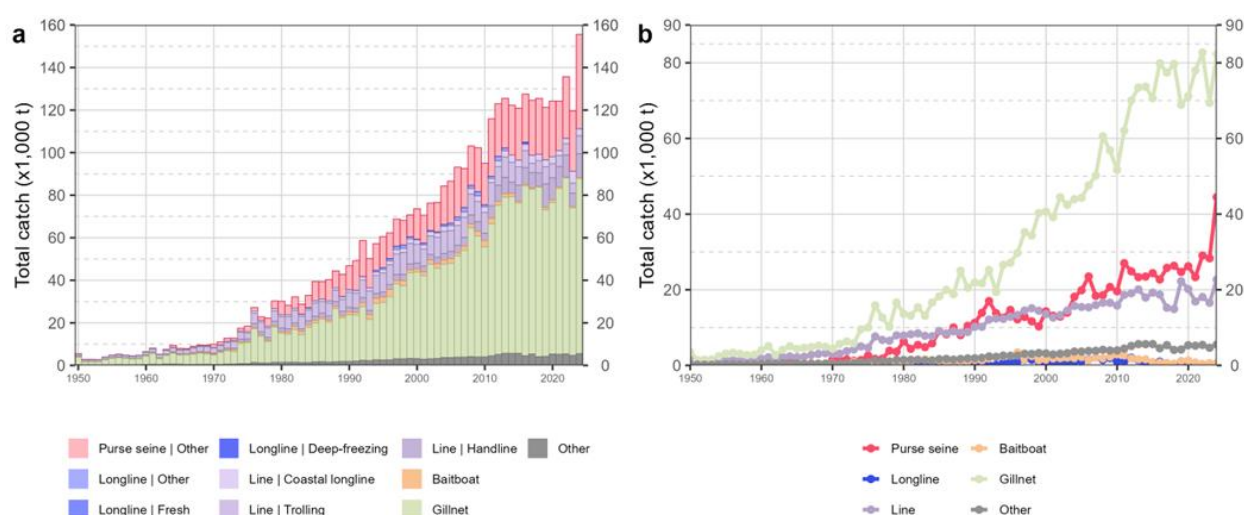 a
Total catch (x1,000 t)
160
140
120
100
80
60
40
20
0
160
140
120
100
80
60
40
20
0
1950 1960 1970 1980 1990 2000 2010 2020
b
Total catch (x1,000 t)
90
80
60
40
20
0
90
80
60
40
20
0
1950 1960 1970 1980 1990 2000 2010 2020
Purse seine | Other Longline | Deep-freezing Line | Handline Other
Longline | Other Line | Coastal longline Baitboat
Longline | Fresh Line | Trolling Gillnet
Purse seine Baitboat
Longline Gillnet
Line Other